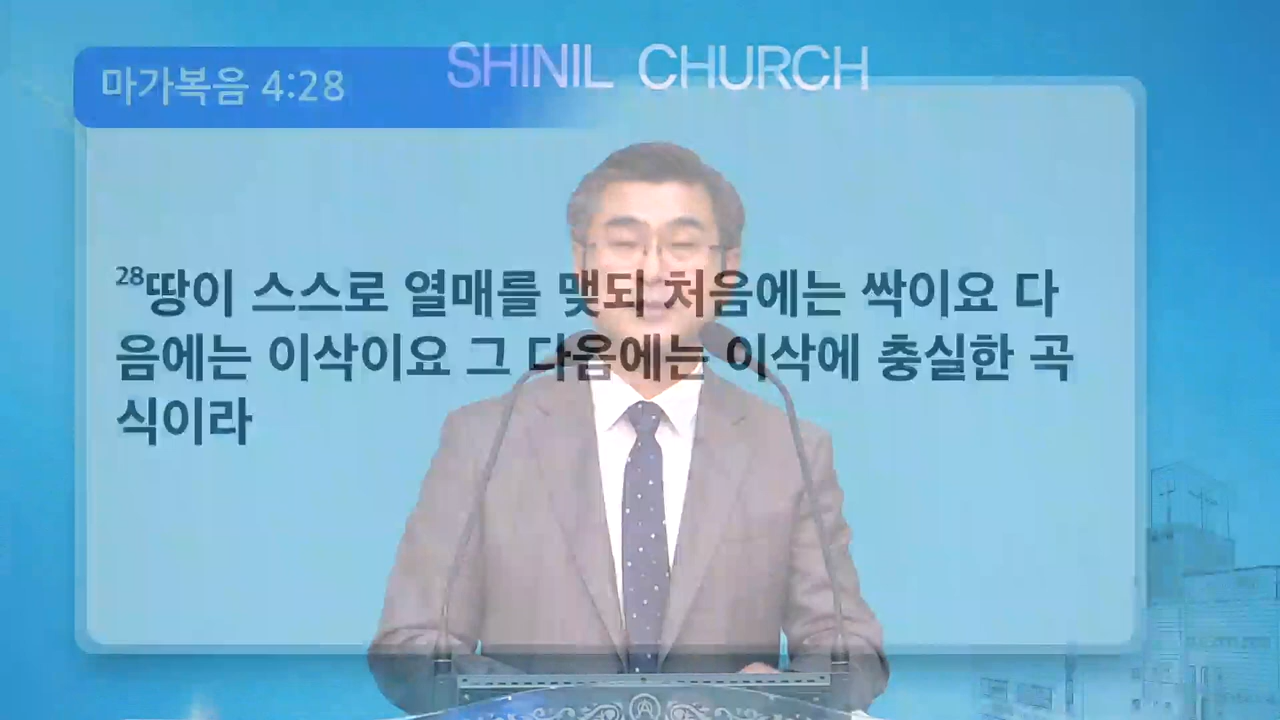 SHINIL CHURCH
마가복음 4:28
28땅이 스스로 열매를 맺되 처음에는 싹이요 다
음에는 이삭이요 그 다음에는 이삭에 충실한 곡
식이라